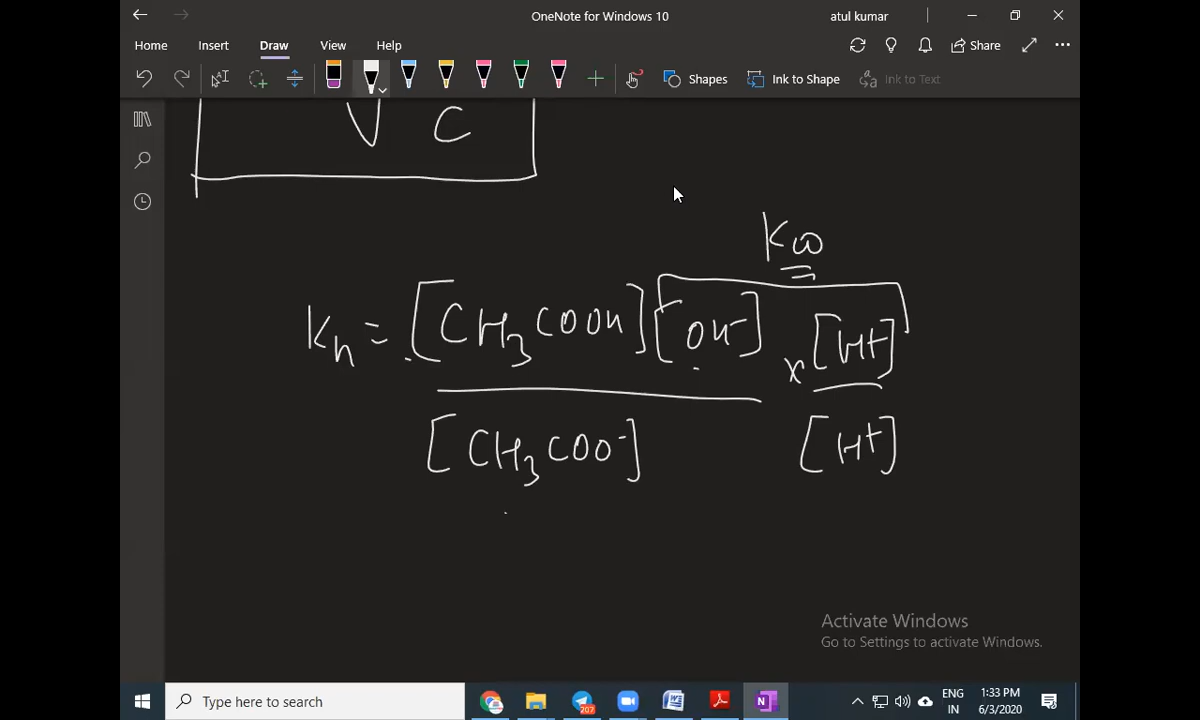 OneNote for Windows 10
atul kumar
Home Insert Draw View Help
Share
Shapes Ink to Shape Ink to Text
√ C
Kω
Kh = [CH3COOH] [OH-] x [H+]
[CH3COO-] [H+]
Activate Windows
Go to Settings to activate Windows.
Type here to search
207
ENG
IN
1:33 PM
6/3/2020